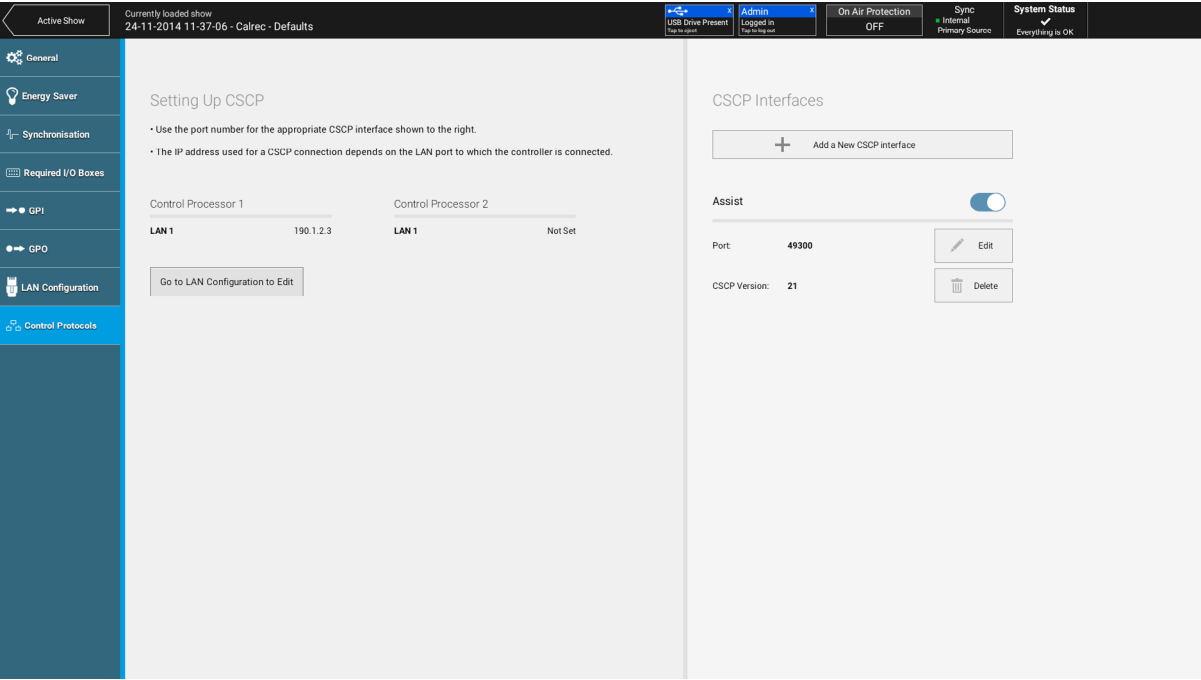 Active Show
Currently loaded show
24-11-2014 11-37-06 - Calrec - Defaults
X
USB Drive Present
Tap to eject
Admin X
Logged in
Tap to log out
On Air Protection
OFF
Sync
Internal
Primary Source
System Status
Everything is OK
General
Energy Saver
Synchronisation
Required I/O Boxes
GPI
GPO
LAN Configuration
Control Protocols
Setting Up CSCP
• Use the port number for the appropriate CSCP interface shown to the right.
• The IP address used for a CSCP connection depends on the LAN port to which the controller is connected.
Control Processor 1
LAN 1 190.1.2.3
Control Processor 2
LAN 1 Not Set
Go to LAN Configuration to Edit
CSCP Interfaces
Add a New CSCP interface
Assist
Port: 49300
Edit
CSCP Version: 21
Delete